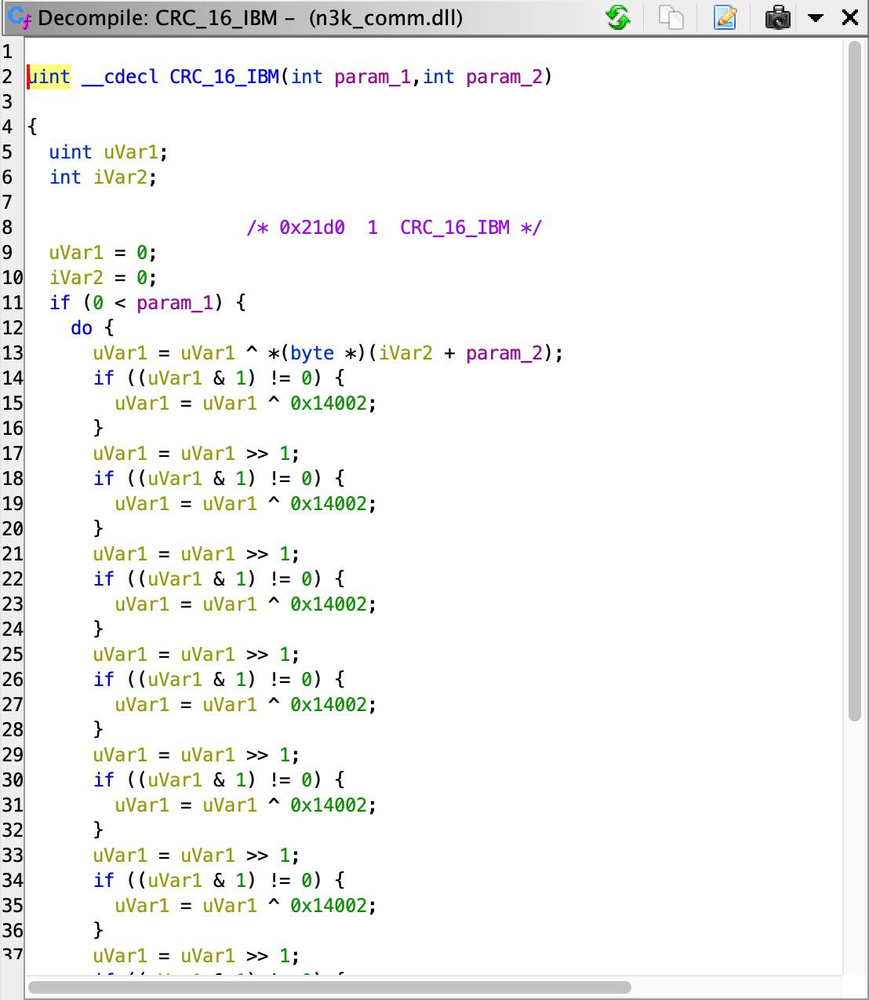 Decompile: CRC_16_IBM – (n3k_comm.dll)
1
2 uint __cdecl CRC_16_IBM(int param_1,int param_2)
3
4 {
5 uint uVar1;
6 int iVar2;
7
8 /* 0x21d0 1 CRC_16_IBM */
9 uVar1 = 0;
10 iVar2 = 0;
11 if (0 < param_1) {
12 do {
13 uVar1 = uVar1 ^ *(byte *)(iVar2 + param_2);
14 if ((uVar1 & 1) != 0) {
15 uVar1 = uVar1 ^ 0x14002;
16 }
17 uVar1 = uVar1 >> 1;
18 if ((uVar1 & 1) != 0) {
19 uVar1 = uVar1 ^ 0x14002;
20 }
21 uVar1 = uVar1 >> 1;
22 if ((uVar1 & 1) != 0) {
23 uVar1 = uVar1 ^ 0x14002;
24 }
25 uVar1 = uVar1 >> 1;
26 if ((uVar1 & 1) != 0) {
27 uVar1 = uVar1 ^ 0x14002;
28 }
29 uVar1 = uVar1 >> 1;
30 if ((uVar1 & 1) != 0) {
31 uVar1 = uVar1 ^ 0x14002;
32 }
33 uVar1 = uVar1 >> 1;
34 if ((uVar1 & 1) != 0) {
35 uVar1 = uVar1 ^ 0x14002;
36 }
37 uVar1 = uVar1 >> 1;